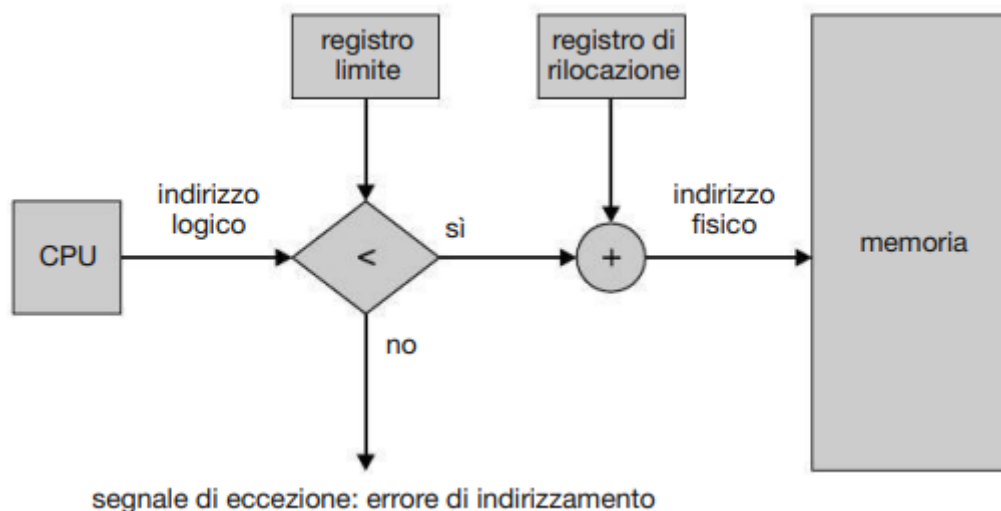 registro
limite
registro di
rilocazione
indirizzo
logico
indirizzo
fisico
CPU
<
sì
+
memoria
no
segnale di eccezione: errore di indirizzamento